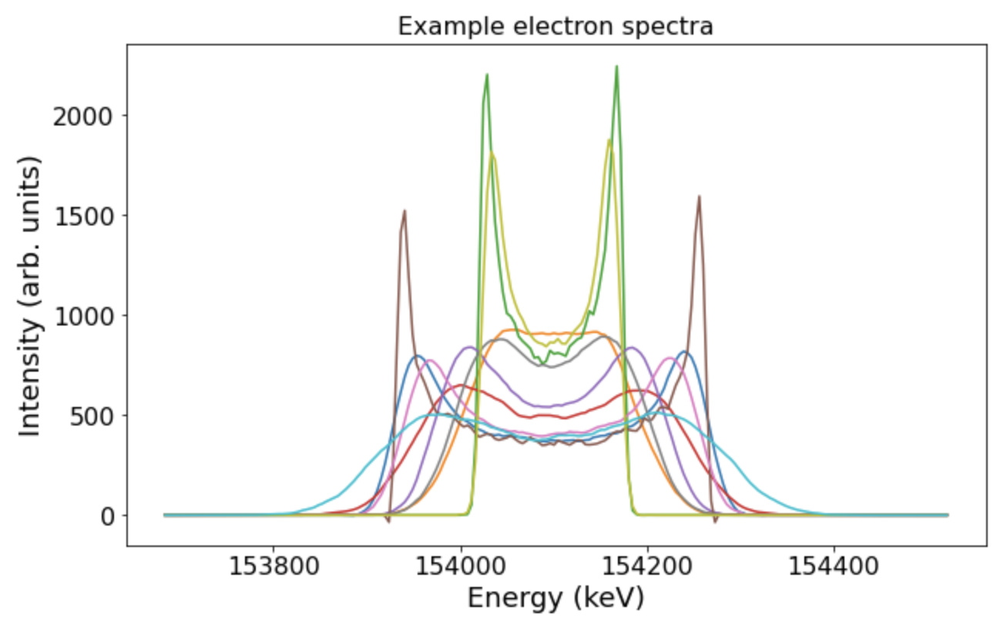 Example electron spectra
2000
1500
1000
500
0
Intensity (arb. units)
153800 154000 154200 154400
Energy (keV)